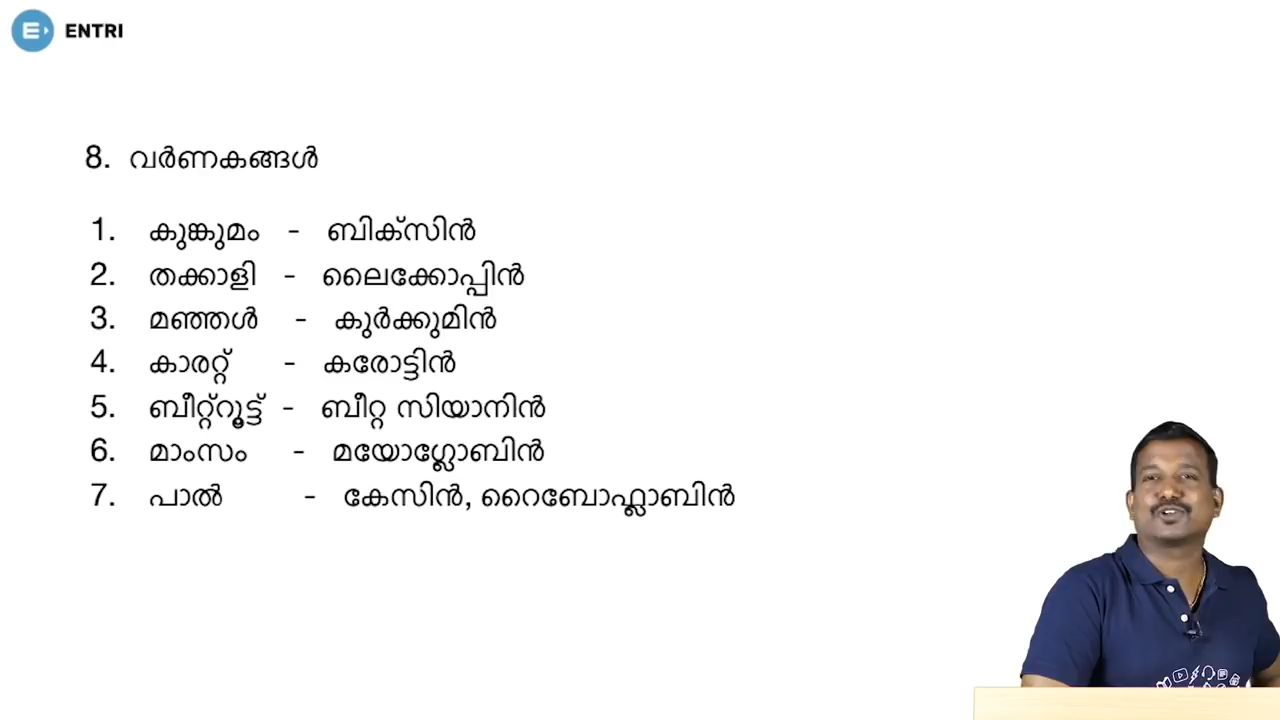 ENTRI
8. വർണകങ്ങൾ
1. കുങ്കുമം - ബിക്സിൻ
2. തക്കാളി - ലൈക്കോപ്പിൻ
3. മഞ്ഞൾ - കുർക്കുമിൻ
4. കാരറ്റ് - കരോട്ടിൻ
5. ബീറ്റ്റൂട്ട് - ബീറ്റ സിയാനിൻ
6. മാംസം - മയോഗ്ലോബിൻ
7. പാൽ - കേസിൻ, റൈബോഫ്ലാബിൻ